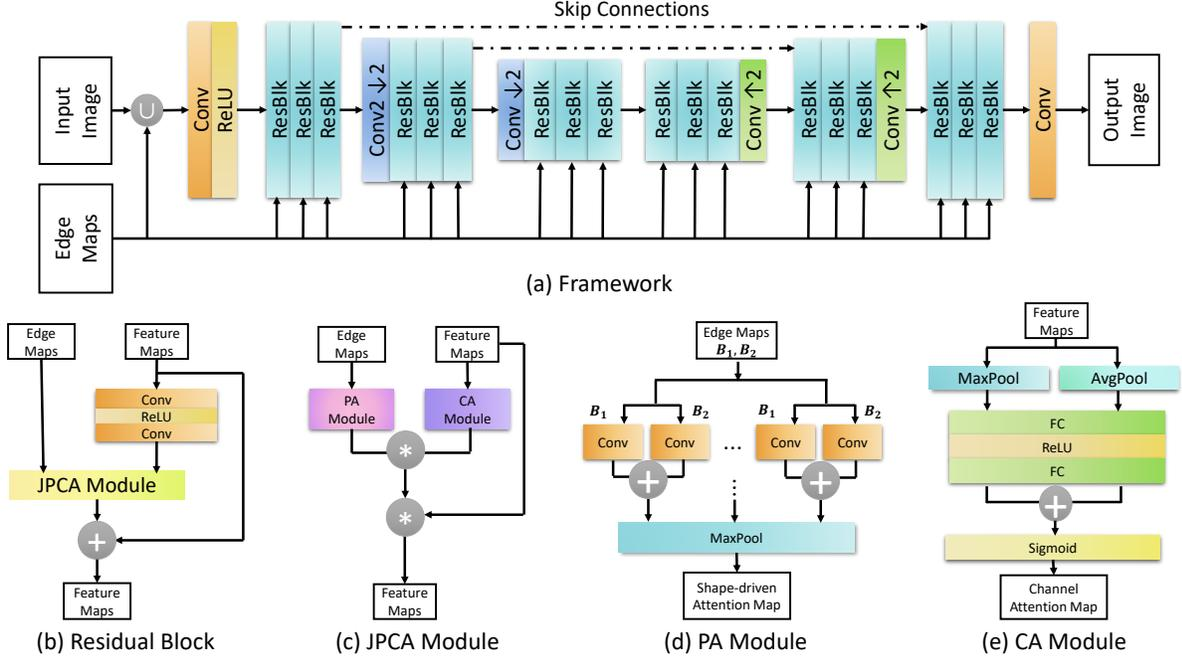 Skip Connections
Input
Image
∪
Conv
ReLU
ResBlk
ResBlk
ResBlk
Conv2 ↓2
ResBlk
ResBlk
ResBlk
Conv ↓2
ResBlk
ResBlk
ResBlk
ResBlk
ResBlk
ResBlk
Conv ↑2
ResBlk
ResBlk
ResBlk
Conv ↑2
ResBlk
ResBlk
ResBlk
Conv
Output
Image
Edge
Maps
(a) Framework
Edge
Maps
Feature
Maps
Conv
ReLU
Conv
JPCA Module
+
Feature
Maps
(b) Residual Block
Edge
Maps
Feature
Maps
PA
Module
CA
Module
*
*
Feature
Maps
(c) JPCA Module
Edge Maps
B₁, B₂
B₁
B₂
B₁
B₂
Conv
Conv
...
Conv
Conv
+
+
MaxPool
Shape-driven
Attention Map
(d) PA Module
Feature
Maps
MaxPool
AvgPool
FC
ReLU
FC
+
Sigmoid
Channel
Attention Map
(e) CA Module